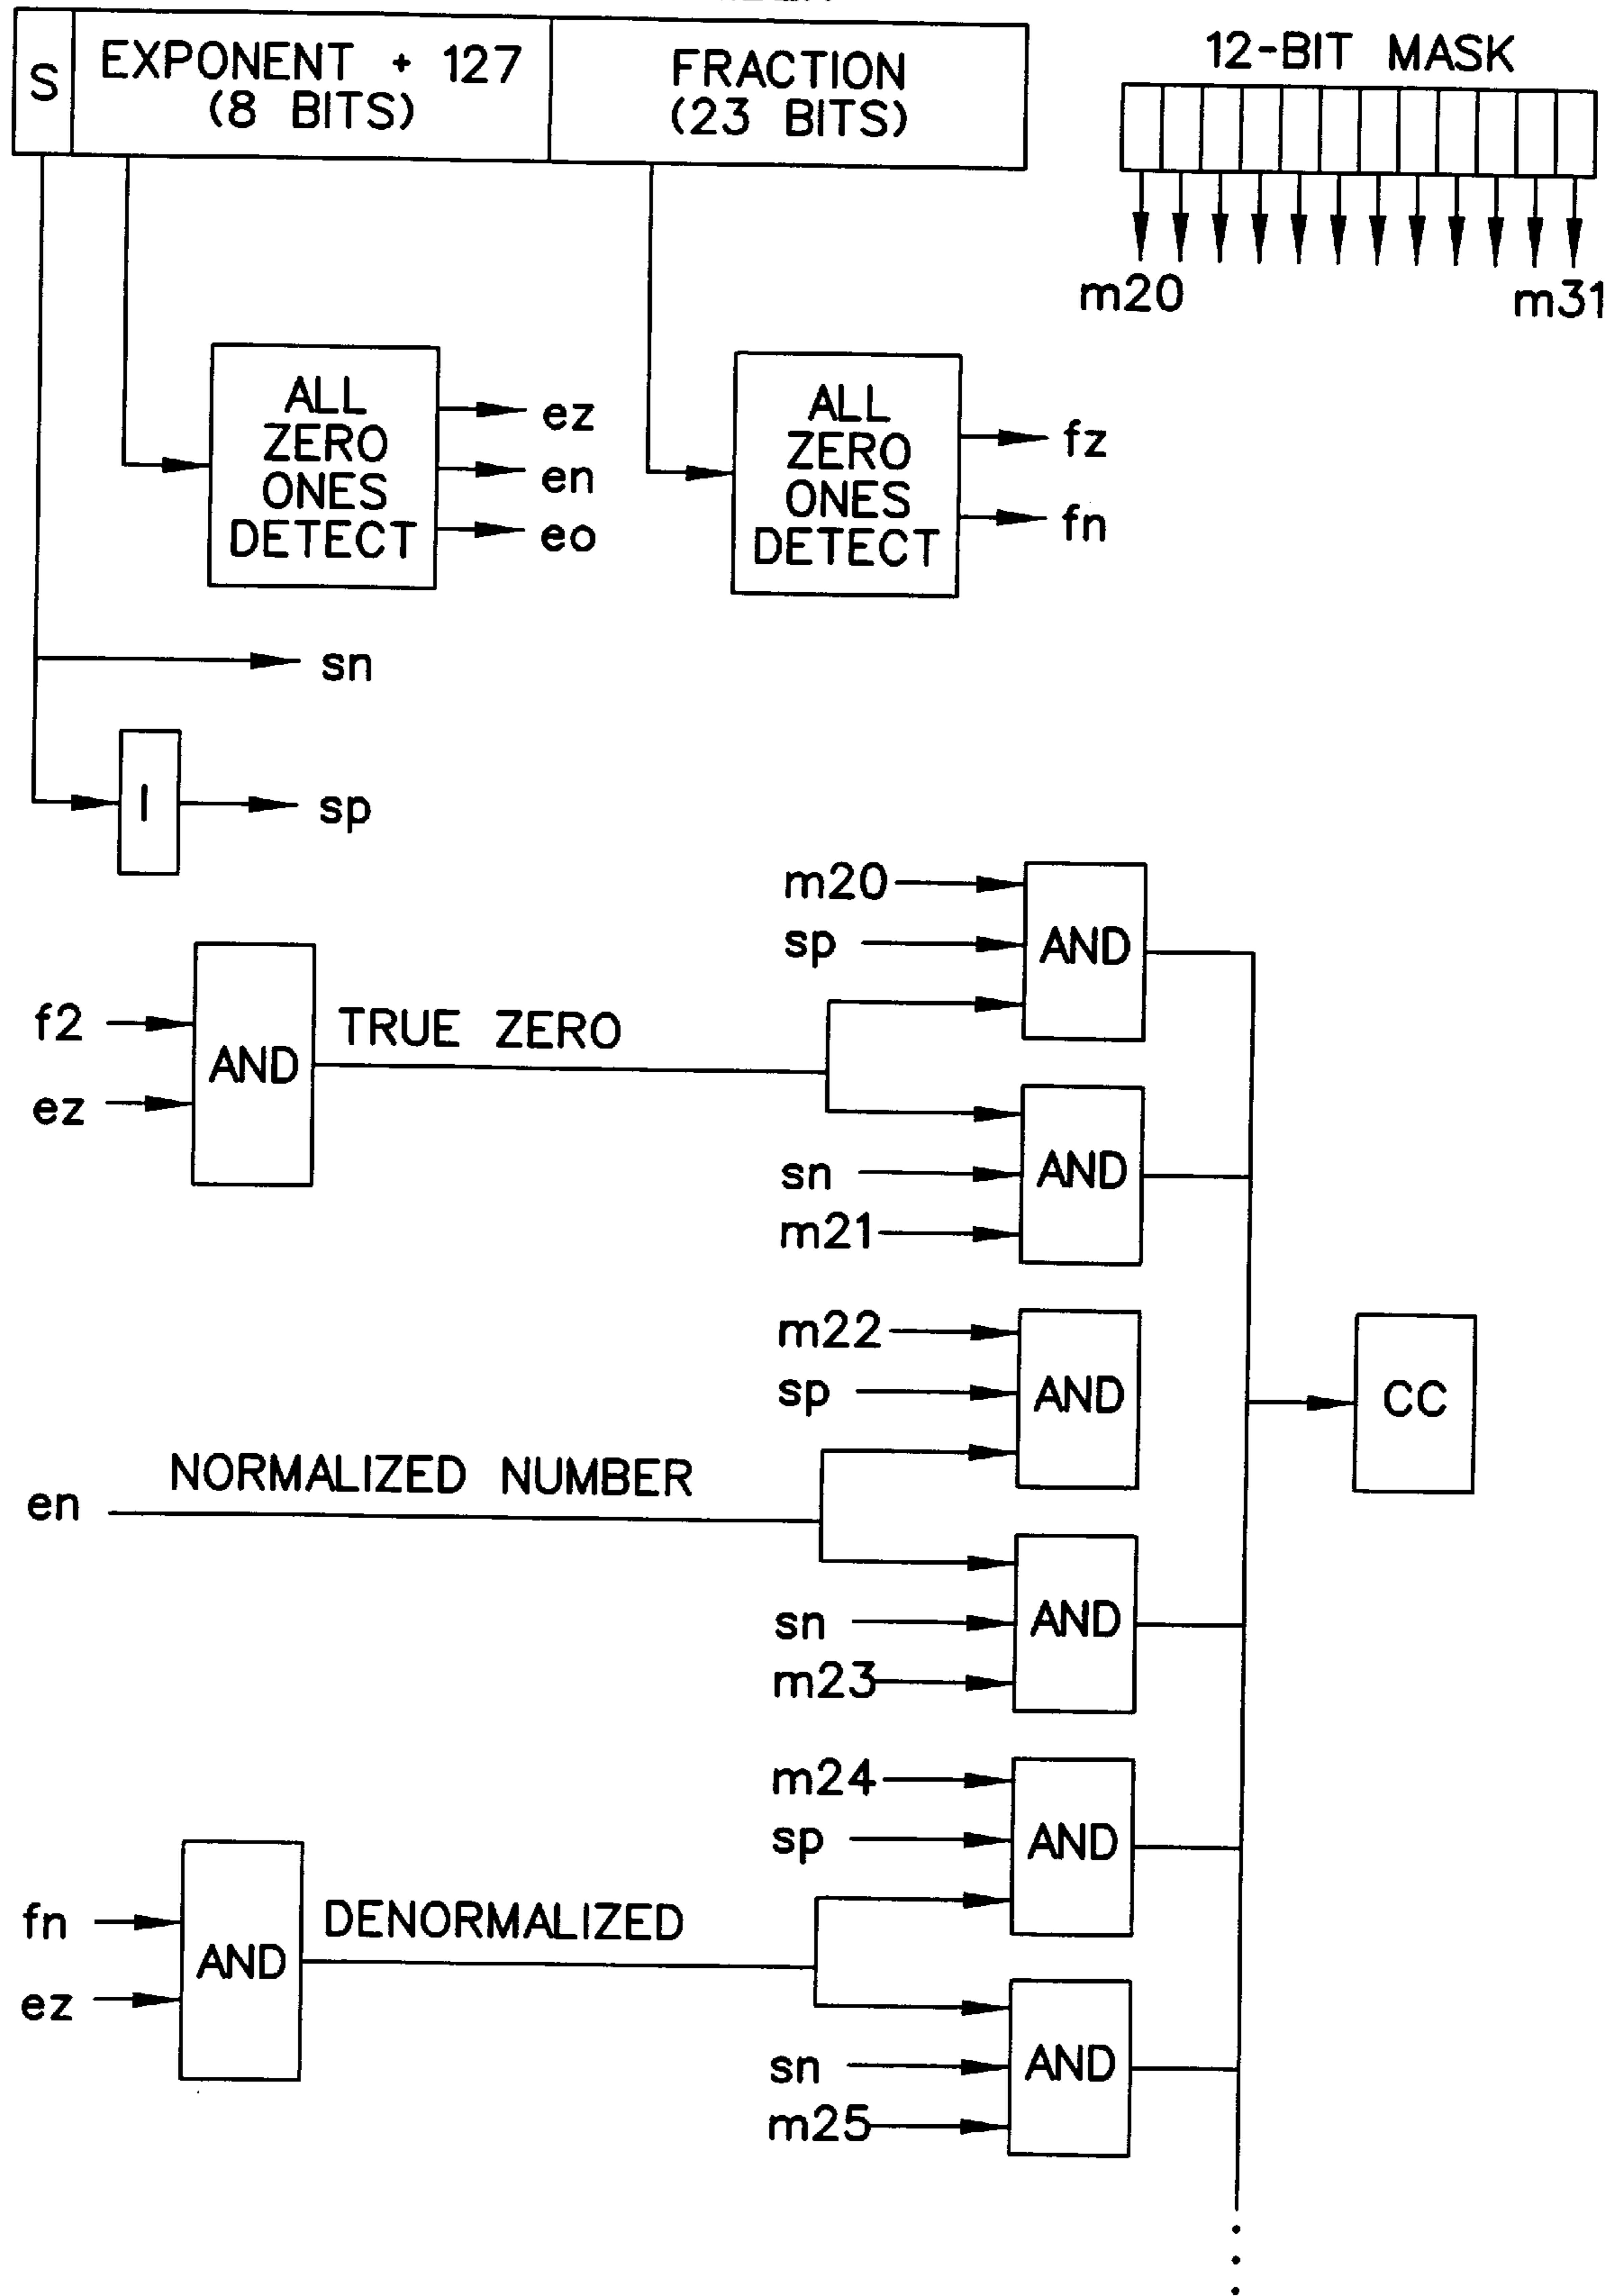 S
EXPONENT + 127
(8 BITS)
FRACTION
(23 BITS)
12-BIT MASK
m20
m31
ALL
ZERO
ONES
DETECT
ez
en
eo
ALL
ZERO
ONES
DETECT
fz
fn
sn
I
sp
m20
sp
AND
f2
ez
AND
TRUE ZERO
sn
m21
AND
m22
sp
AND
CC
en
NORMALIZED NUMBER
sn
m23
AND
m24
sp
AND
fn
ez
AND
DENORMALIZED
sn
m25
AND